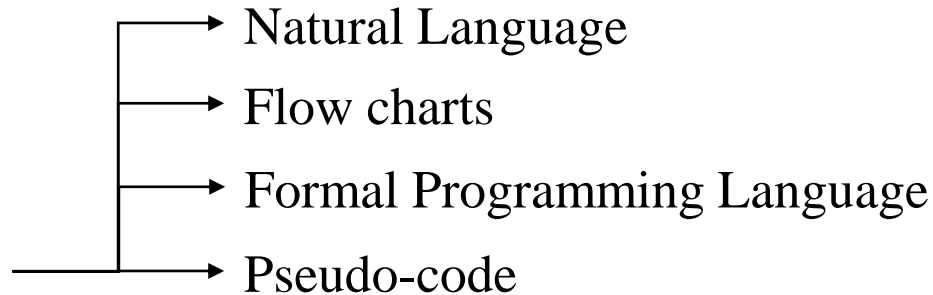 Natural Language
Flow charts
Formal Programming Language
Pseudo-code